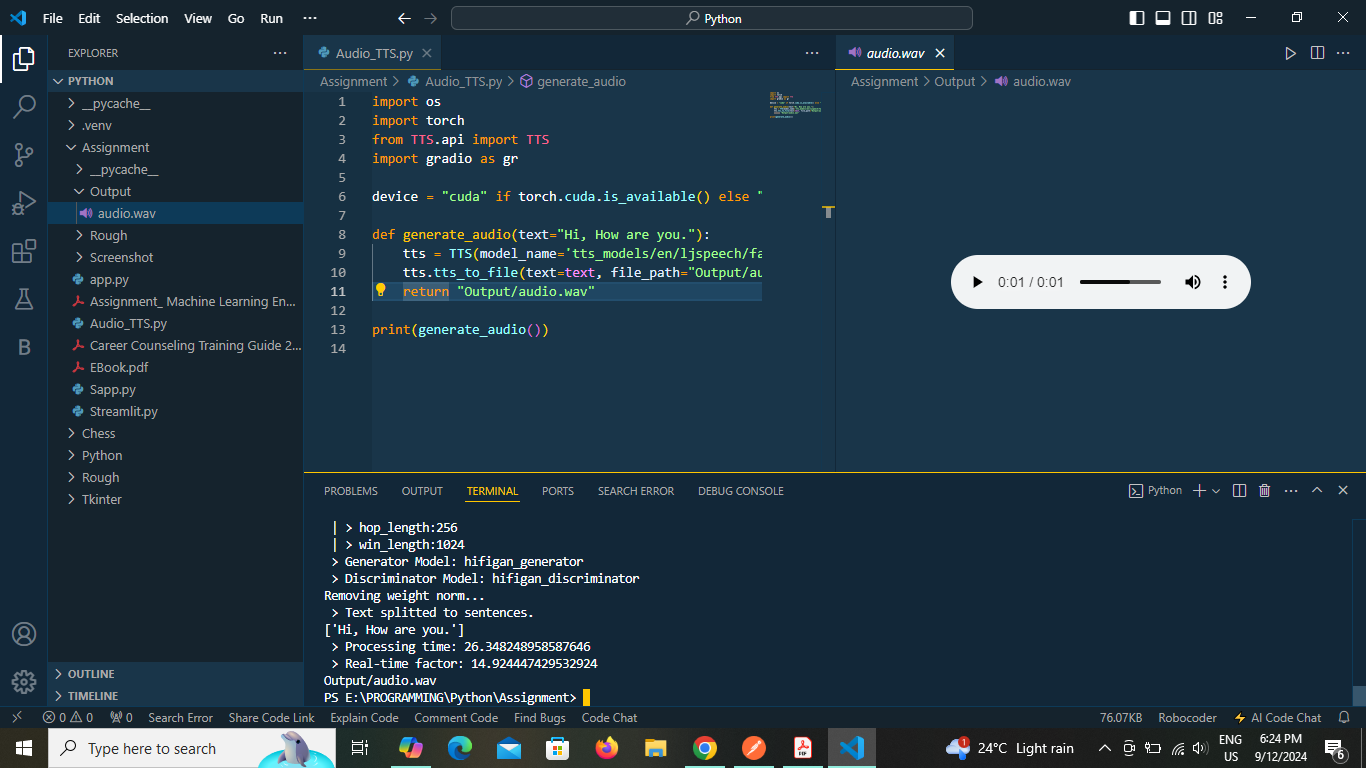 File Edit Selection View Go Run ···
Python
EXPLORER ···
PYTHON
__pycache__
.venv
Assignment
__pycache__
Output
audio.wav
Rough
Screenshot
app.py
Assignment_ Machine Learning En...
Audio_TTS.py
Career Counseling Training Guide 2...
EBook.pdf
Sapp.py
Streamlit.py
Chess
Python
Rough
Tkinter
OUTLINE
TIMELINE
Audio_TTS.py
Assignment > Audio_TTS.py > generate_audio
1 import os
2 import torch
3 from TTS.api import TTS
4 import gradio as gr
5
6 device = "cuda" if torch.cuda.is_available() else "
7
8 def generate_audio(text="Hi, How are you."):
9 tts = TTS(model_name='tts_models/en/ljspeech/fa
10 tts.tts_to_file(text=text, file_path="Output/au
11 return "Output/audio.wav"
12
13 print(generate_audio())
14
audio.wav
Assignment > Output > audio.wav
0:01 / 0:01
PROBLEMS OUTPUT TERMINAL PORTS SEARCH ERROR DEBUG CONSOLE
Python
| > hop_length:256
| > win_length:1024
> Generator Model: hifigan_generator
> Discriminator Model: hifigan_discriminator
Removing weight norm...
> Text splitted to sentences.
['Hi, How are you.']
> Processing time: 26.348248958587646
> Real-time factor: 14.924447429532924
Output/audio.wav
PS E:\PROGRAMMING\Python\Assignment>
0 0 0 Search Error Share Code Link Explain Code Comment Code Find Bugs Code Chat 76.07KB Robocoder AI Code Chat
Type here to search
1
24°C Light rain
ENG
US
6:24 PM
9/12/2024
6